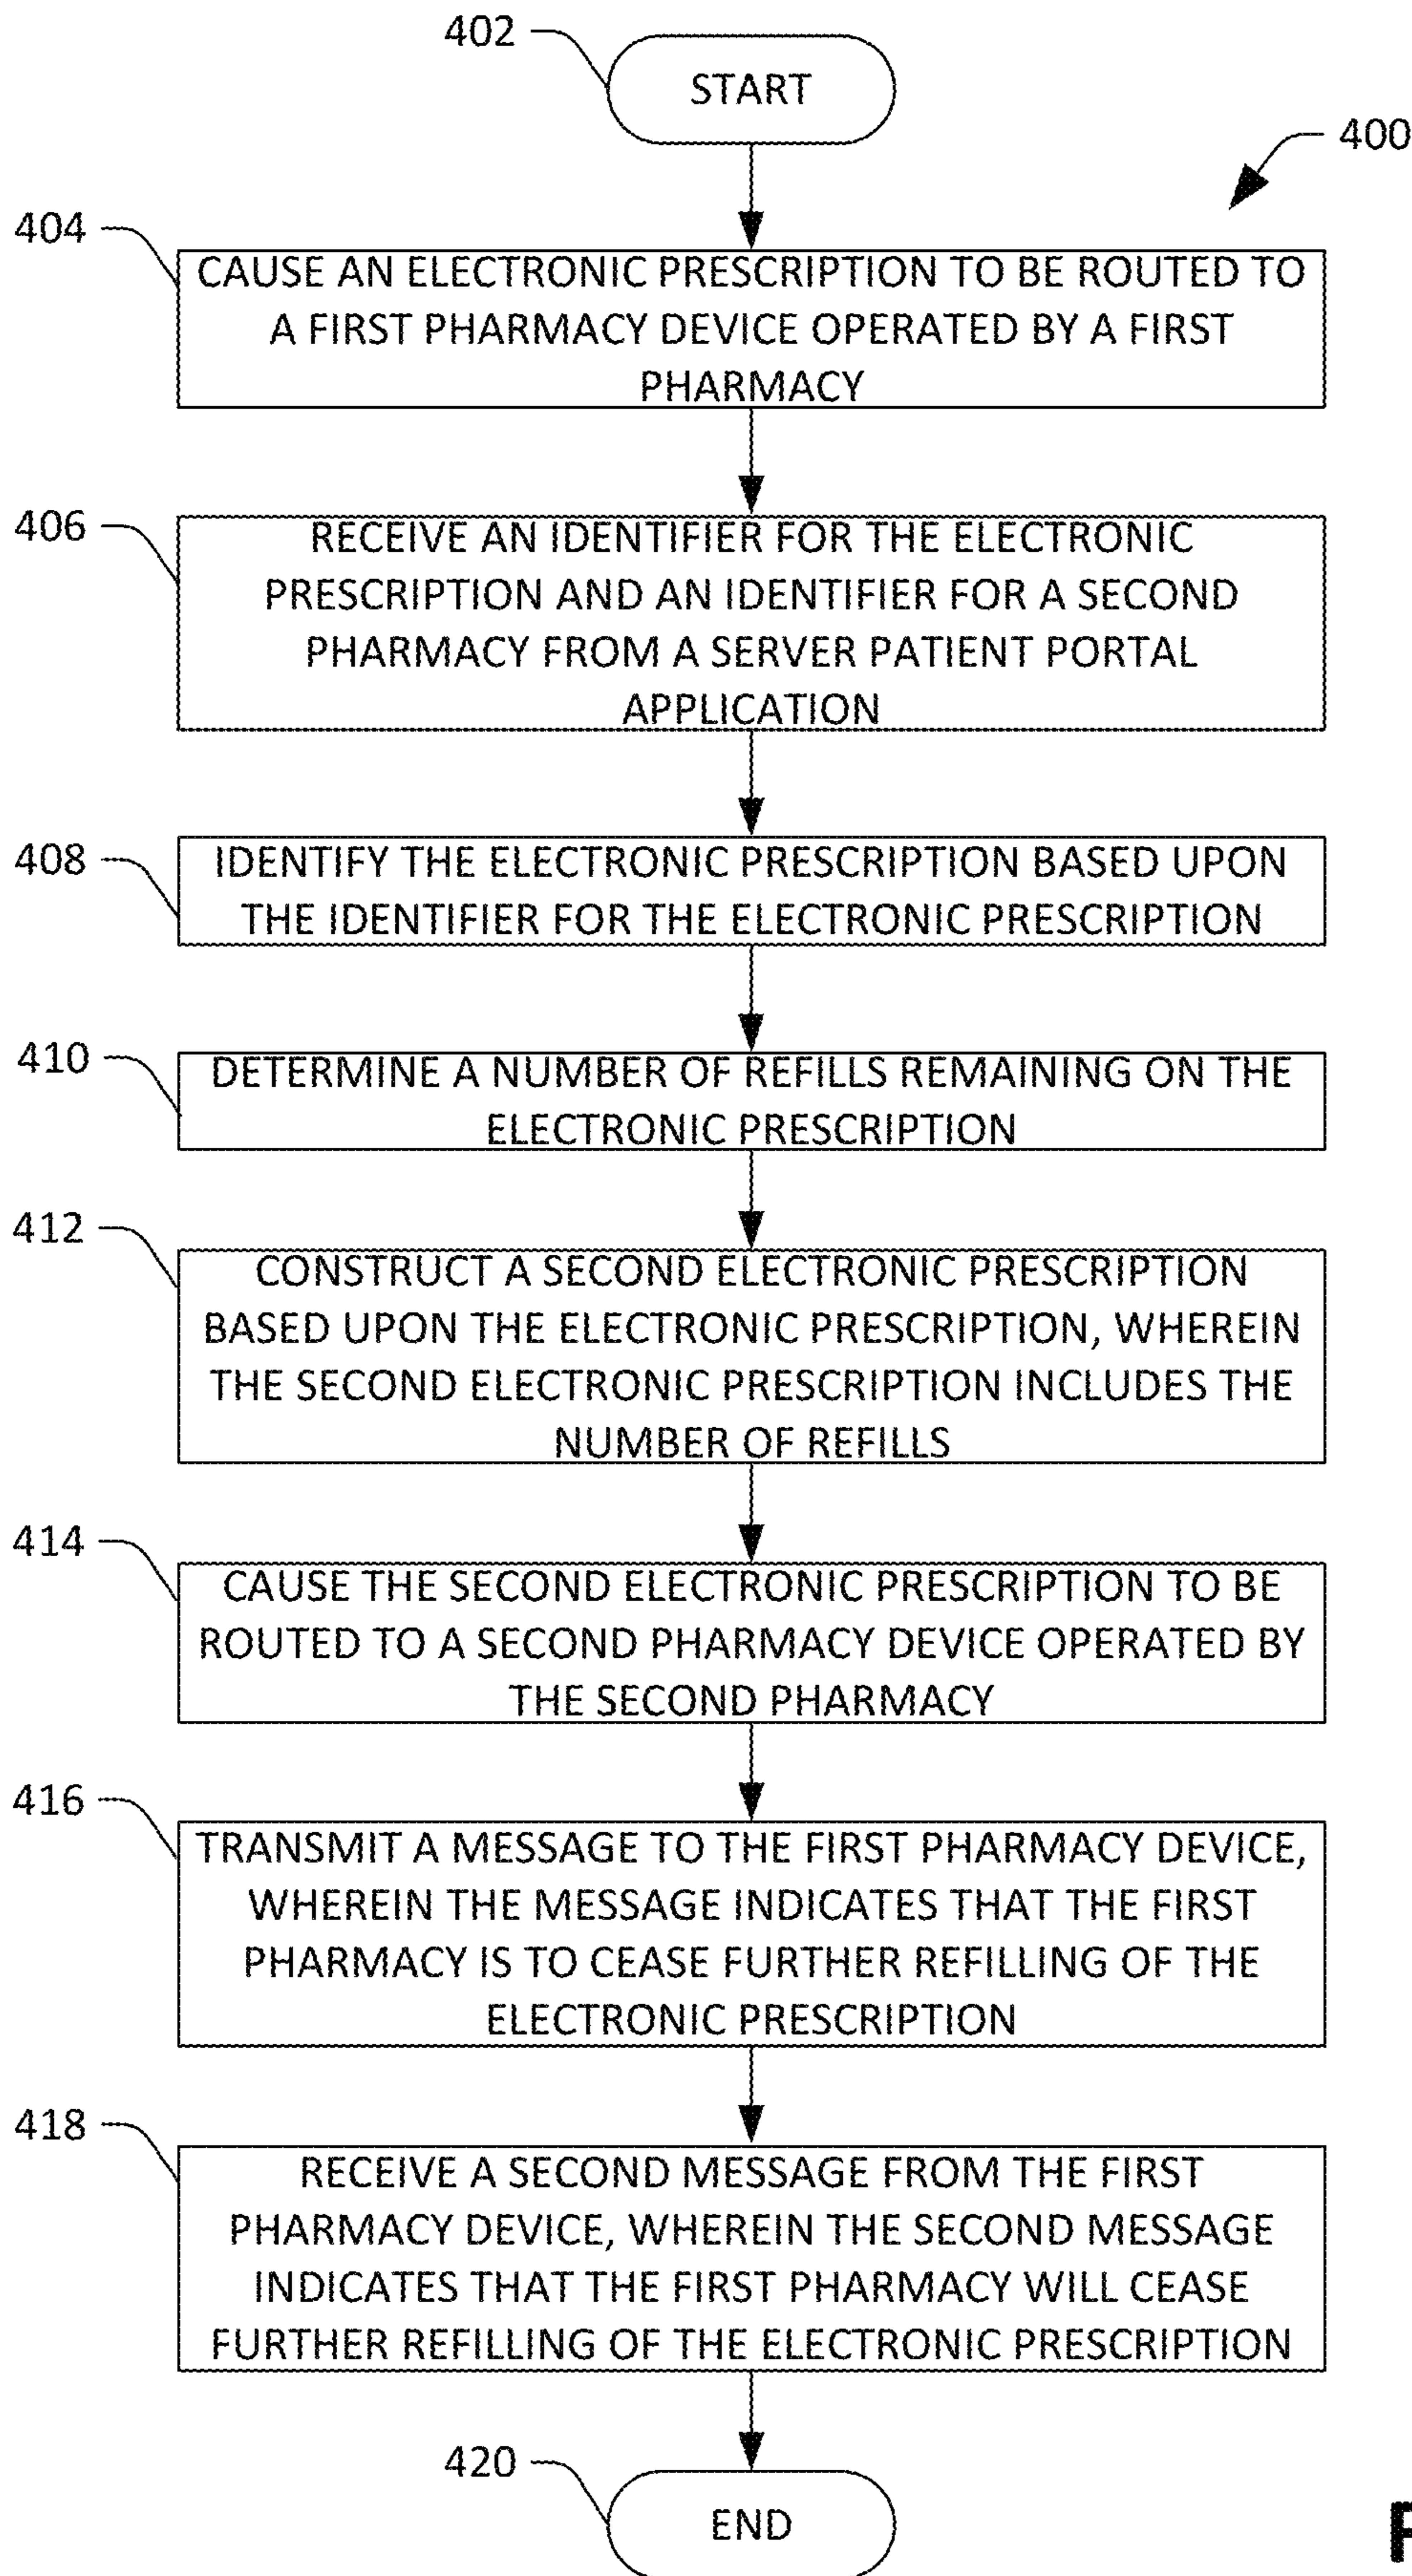 402
START
400
404
CAUSE AN ELECTRONIC PRESCRIPTION TO BE ROUTED TO
A FIRST PHARMACY DEVICE OPERATED BY A FIRST
PHARMACY
406
RECEIVE AN IDENTIFIER FOR THE ELECTRONIC
PRESCRIPTION AND AN IDENTIFIER FOR A SECOND
PHARMACY FROM A SERVER PATIENT PORTAL
APPLICATION
408
IDENTIFY THE ELECTRONIC PRESCRIPTION BASED UPON
THE IDENTIFIER FOR THE ELECTRONIC PRESCRIPTION
410
DETERMINE A NUMBER OF REFILLS REMAINING ON THE
ELECTRONIC PRESCRIPTION
412
CONSTRUCT A SECOND ELECTRONIC PRESCRIPTION
BASED UPON THE ELECTRONIC PRESCRIPTION, WHEREIN
THE SECOND ELECTRONIC PRESCRIPTION INCLUDES THE
NUMBER OF REFILLS
414
CAUSE THE SECOND ELECTRONIC PRESCRIPTION TO BE
ROUTED TO A SECOND PHARMACY DEVICE OPERATED BY
THE SECOND PHARMACY
416
TRANSMIT A MESSAGE TO THE FIRST PHARMACY DEVICE,
WHEREIN THE MESSAGE INDICATES THAT THE FIRST
PHARMACY IS TO CEASE FURTHER REFILLING OF THE
ELECTRONIC PRESCRIPTION
418
RECEIVE A SECOND MESSAGE FROM THE FIRST
PHARMACY DEVICE, WHEREIN THE SECOND MESSAGE
INDICATES THAT THE FIRST PHARMACY WILL CEASE
FURTHER REFILLING OF THE ELECTRONIC PRESCRIPTION
420
END